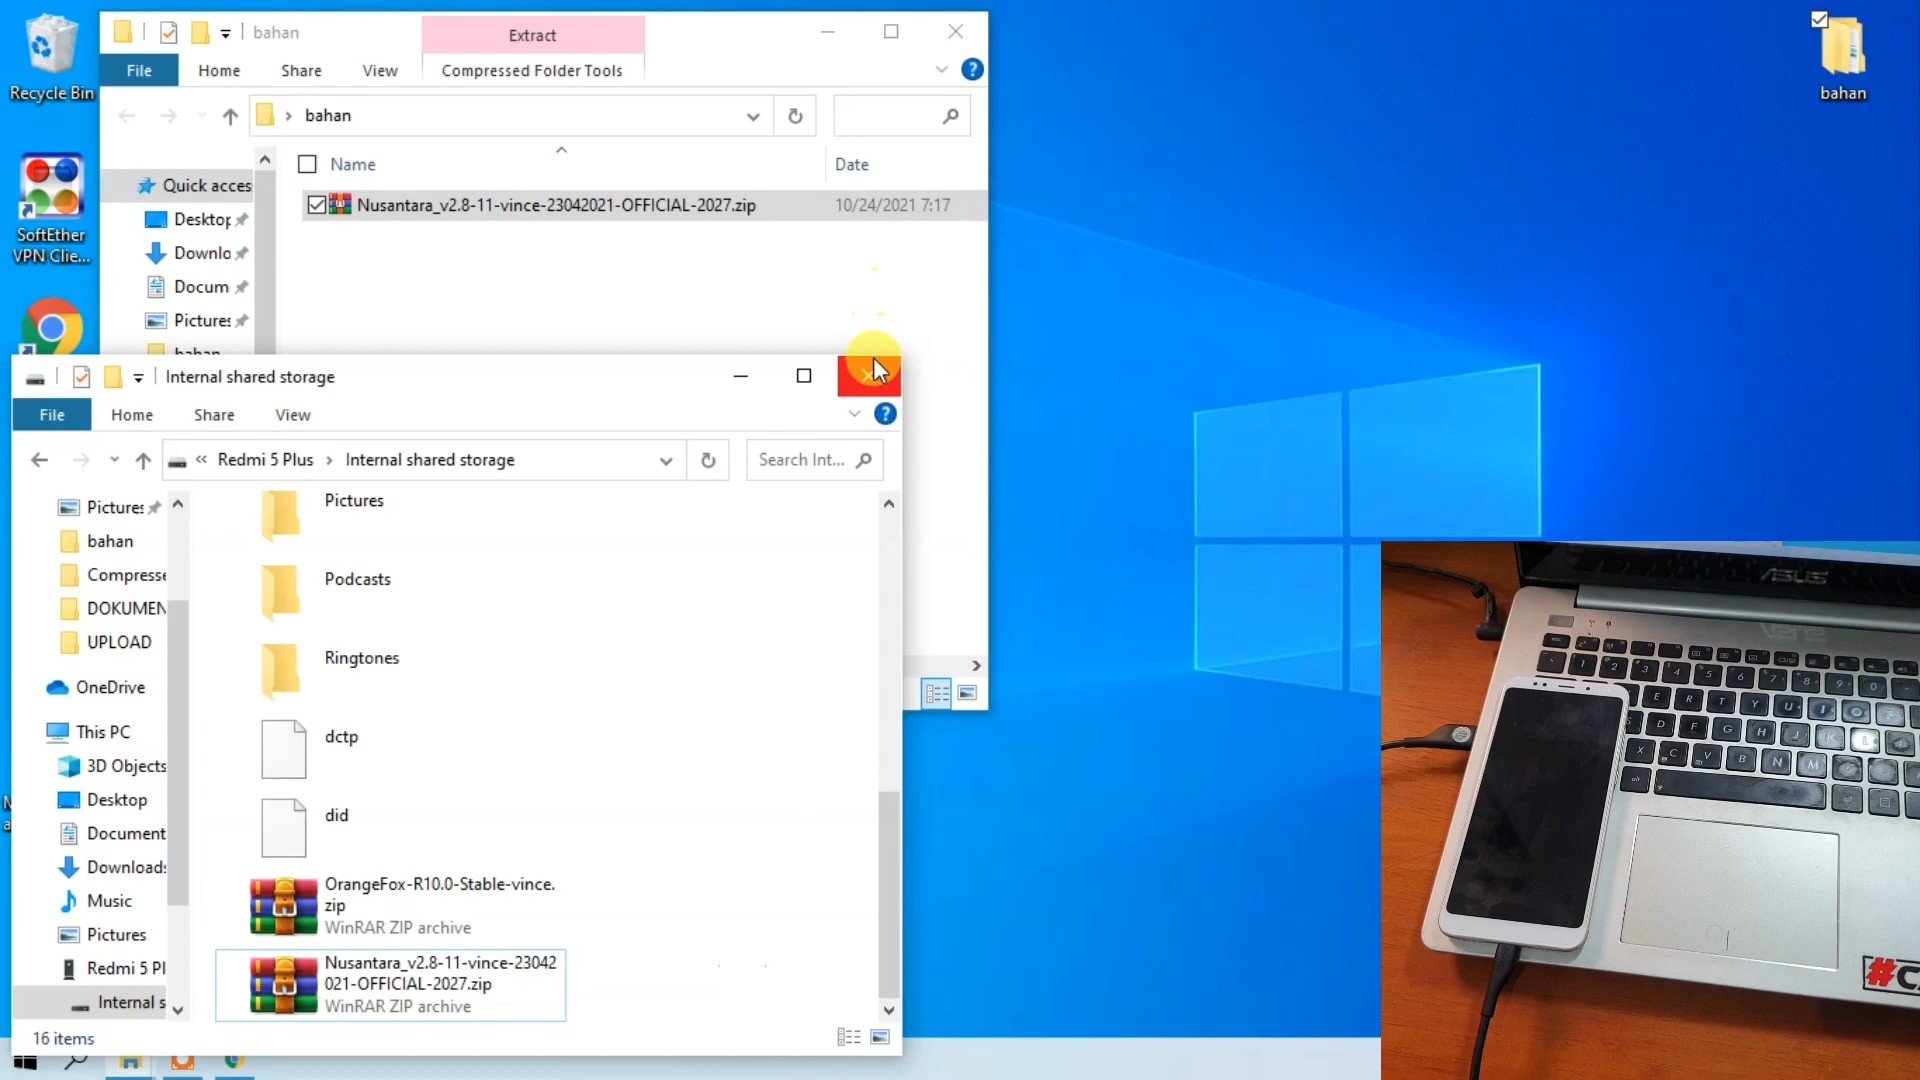 Recycle Bin
SoftEther
VPN Clie...
bahan
bahan
Extract
File
Home
Share
View
Compressed Folder Tools
bahan
Name
Date
Nusantara_v2.8-11-vince-23042021-OFFICIAL-2027.zip
10/24/2021 7:17
Quick acces
Desktop
Downlo
Docum
Pictures
bahan
Internal shared storage
File
Home
Share
View
Redmi 5 Plus
Internal shared storage
Search Int...
Pictures
bahan
Compresse
DOKUMEN
UPLOAD
OneDrive
This PC
3D Objects
Desktop
Document
Downloads
Music
Pictures
Redmi 5 Pl
Internal s
Pictures
Podcasts
Ringtones
dctp
did
OrangeFox-R10.0-Stable-vince.
zip
WinRAR ZIP archive
Nusantara_v2.8-11-vince-23042
021-OFFICIAL-2027.zip
WinRAR ZIP archive
16 items
ASUS